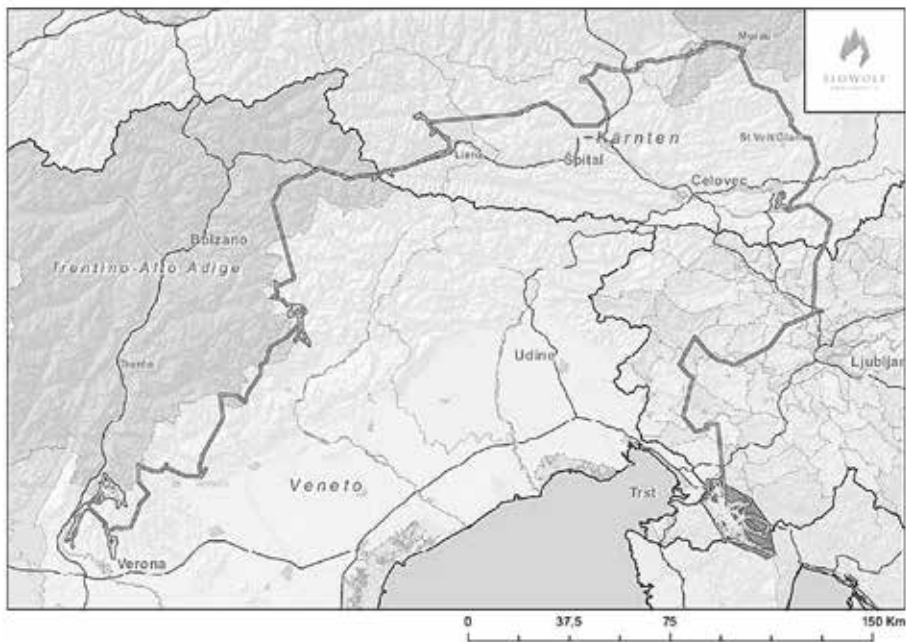 Murau
SLOWOLF
St.Veit/Glan
Kärnten
Lienz
Spital
Celovec
Bolzano
Trentino-Alto Adige
Trento
Udine
Ljubljan
Veneto
Trst
Verona
0 37,5 75 150 Km